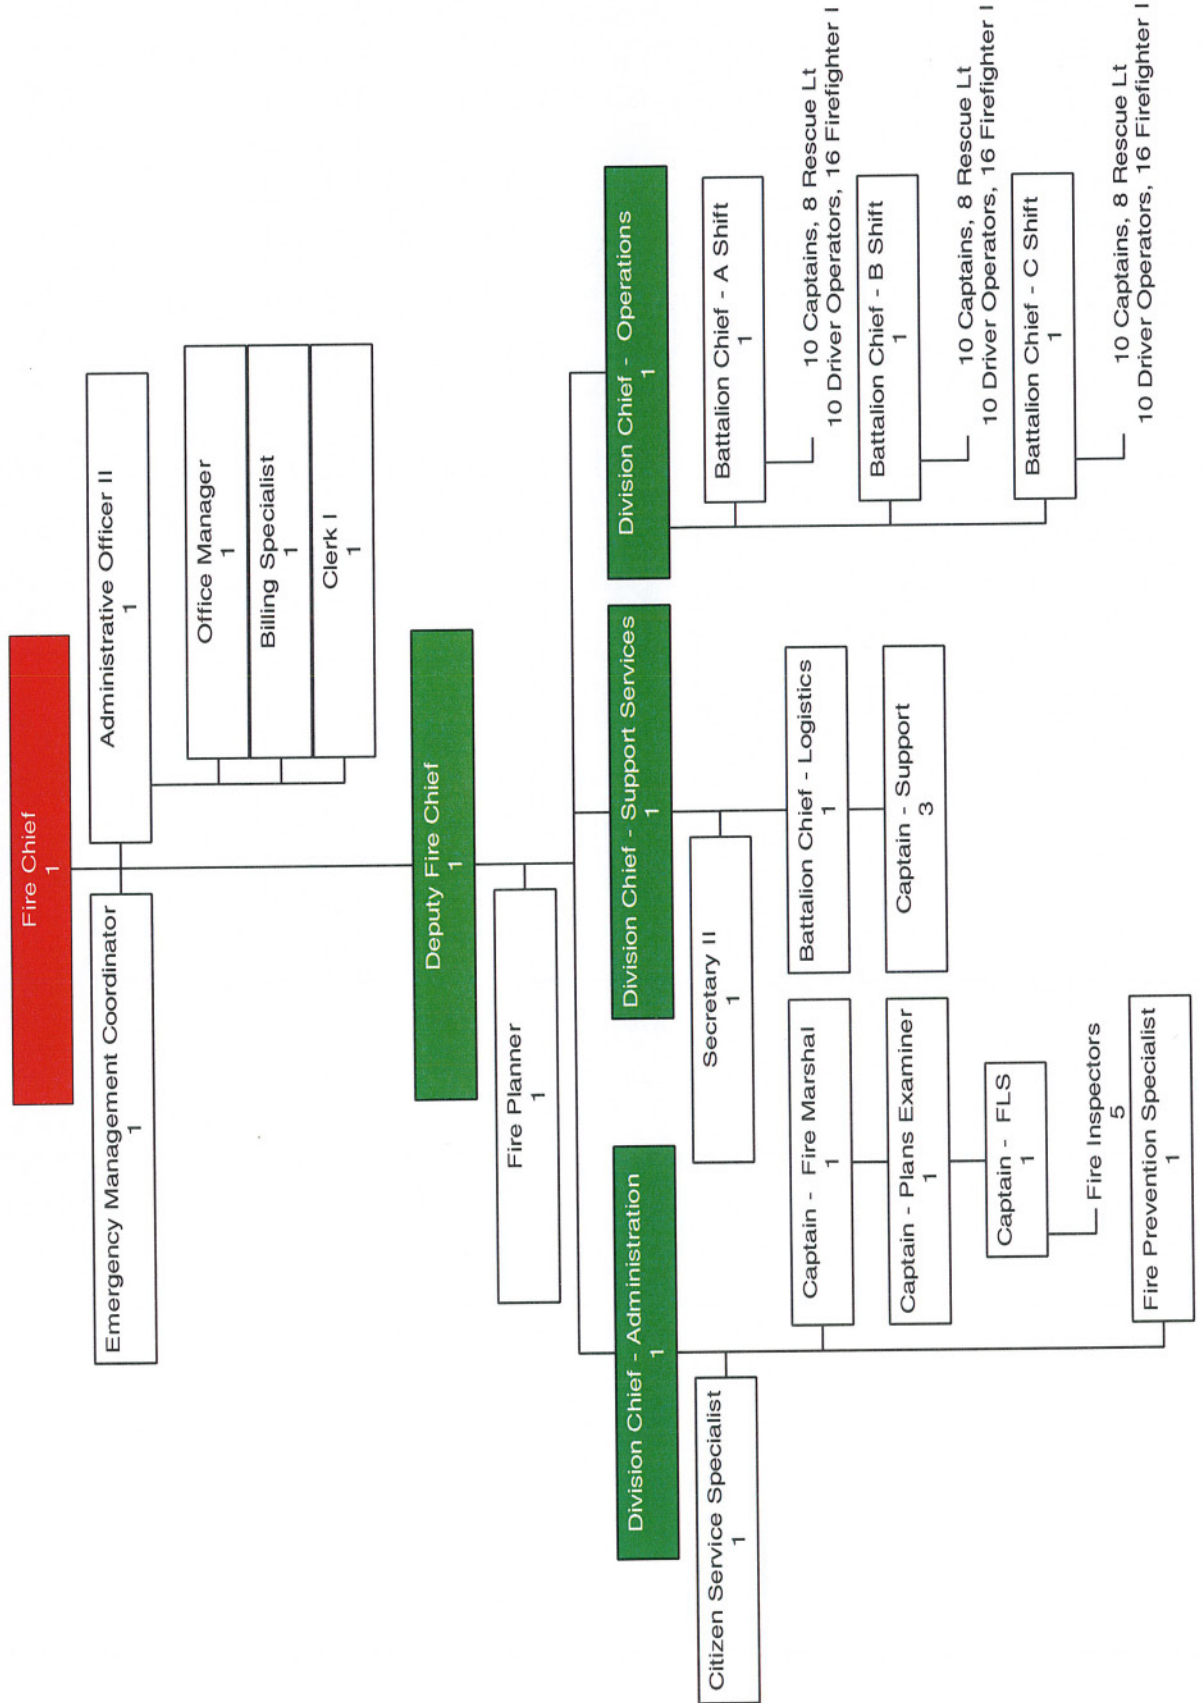 Fire Chief
1
Emergency Management Coordinator
1
Administrative Officer II
1
Office Manager
1
Billing Specialist
1
Clerk I
1
Deputy Fire Chief
1
Fire Planner
1
Division Chief - Administration
1
Citizen Service Specialist
1
Captain - Fire Marshal
1
Captain - Plans Examiner
1
Captain - FLS
1
Fire Inspectors
5
Fire Prevention Specialist
1
Division Chief - Support Services
1
Secretary II
1
Battalion Chief - Logistics
1
Captain - Support
3
Division Chief - Operations
1
Battalion Chief - A Shift
1
10 Captains, 8 Rescue Lt
10 Driver Operators, 16 Firefighter I
Battalion Chief - B Shift
1
10 Captains, 8 Rescue Lt
10 Driver Operators, 16 Firefighter I
Battalion Chief - C Shift
1
10 Captains, 8 Rescue Lt
10 Driver Operators, 16 Firefighter I